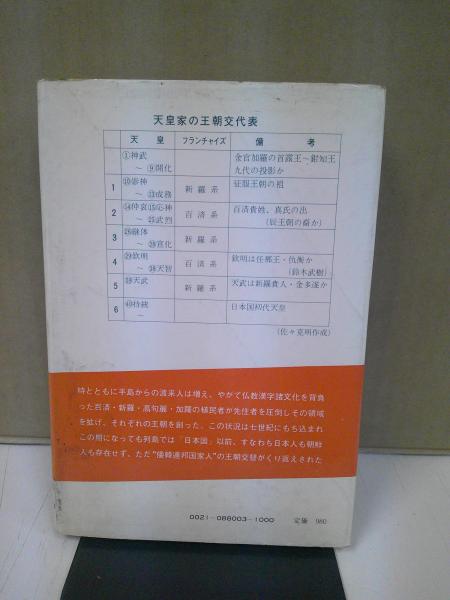 天皇家の王朝交代表
天皇 フランチャイズ 備考
①神武 金官加羅の首露王〜鉗知王
〜⑨開化 九代の投影か
1 ⑩崇神 新羅系 征服王朝の祖
〜⑬成務
2 ⑭仲哀⑮応神 百済系 百済貴姓、真氏の出
〜㉕武烈 (辰王朝の裔か)
3 ㉖継体 新羅系
〜㉘宣化
4 ㉙欽明 百済系 欽明は任那王・仇衡か
〜㊳天智 (鈴木武樹)
5 ㊴天武 新羅系 天武は新羅貴人・金多遂か
6 ㊵持統 日本国初代天皇
〜
(佐々克明作成)
時とともに半島からの渡来人は増え、やがて仏教漢字諸文化を背負
った百済・新羅・高句麗・加羅の植民者が先住者を圧倒しその領域
を拡げ、それぞれの王朝を創った。この状況は七世紀にもち込まれ
この期になっても列島では「日本国」以前、すなわち日本人も朝鮮
人も存在せず、ただ“倭韓連邦国家人”の王朝交替がくり返えされた
0021-088003-1000 定価 980